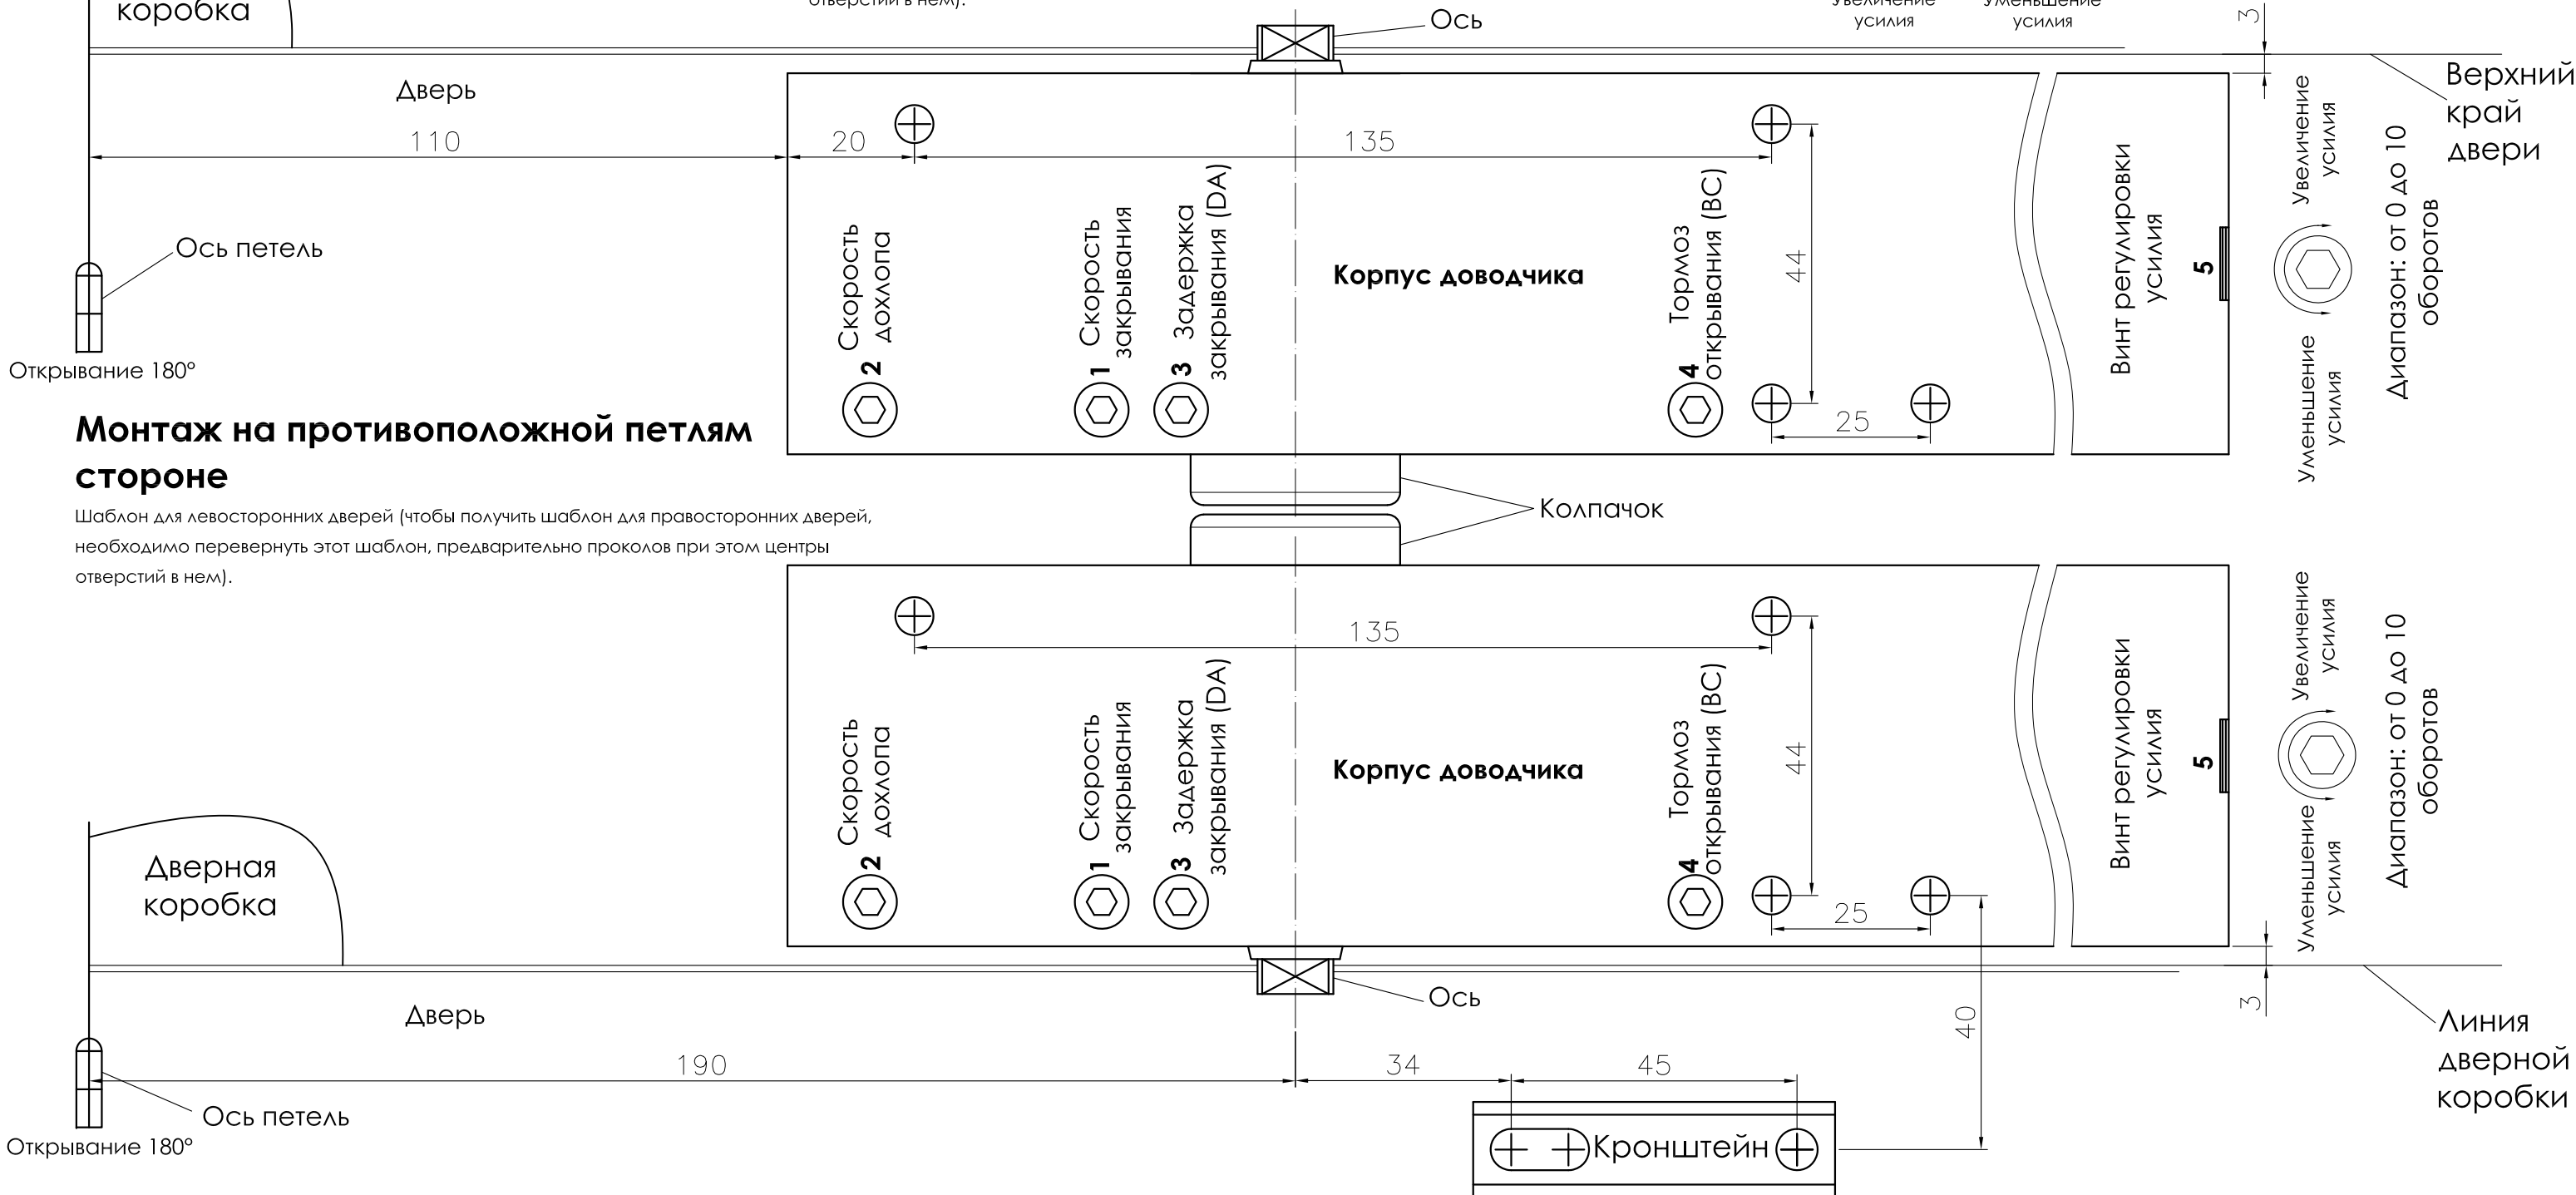 коробка
отверстий в нем).
Ось
Увеличение
усилия
Уменьшение
усилия
3
Верхний
край
двери
Дверь
110
20
135
Ось петель
Открывание 180°
Скорость
дохлопа
2
Скорость
закрывания
1
Задержка
закрывания (DA)
3
Корпус доводчика
Тормоз
открывания (BC)
4
44
25
Винт регулировки
усилия
5
Увеличение
усилия
Уменьшение
усилия
Диапазон: от 0 до 10
оборотов
Монтаж на противоположной петлям
стороне
Шаблон для левосторонних дверей (чтобы получить шаблон для правосторонних дверей,
необходимо перевернуть этот шаблон, предварительно проколов при этом центры
отверстий в нем).
Колпачок
135
Скорость
дохлопа
2
Скорость
закрывания
1
Задержка
закрывания (DA)
3
Корпус доводчика
Тормоз
открывания (BC)
4
44
25
Винт регулировки
усилия
5
Увеличение
усилия
Уменьшение
усилия
Диапазон: от 0 до 10
оборотов
Дверная
коробка
Дверь
Ось
3
40
Линия
дверной
коробки
190
34
45
Ось петель
Открывание 180°
Кронштейн